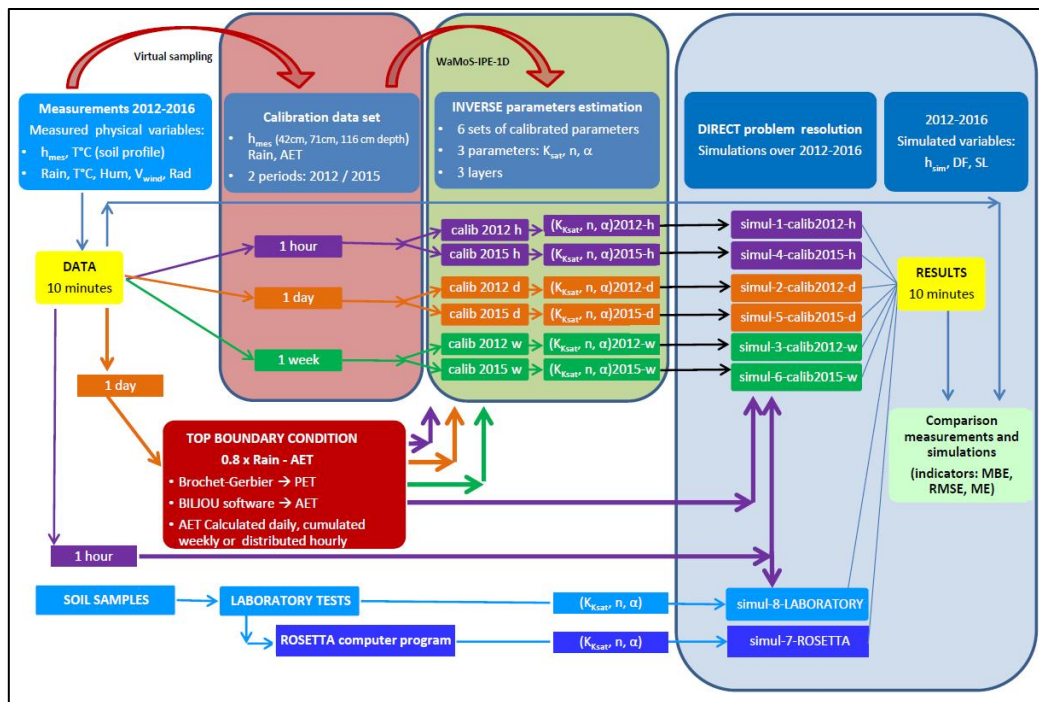 Virtual sampling
WaMoS-IPE-1D
Measurements 2012-2016
Measured physical variables:
• hmes, T°C (soil profile)
• Rain, T°C, Hum, Vwind, Rad
Calibration data set
• hmes (42cm, 71cm, 116 cm depth)
Rain, AET
• 2 periods: 2012 / 2015
INVERSE parameters estimation
• 6 sets of calibrated parameters
• 3 parameters: Ksat, n, α
• 3 layers
DIRECT problem resolution
Simulations over 2012-2016
2012-2016
Simulated variables:
hsim, DF, SL
DATA
10 minutes
1 hour
1 day
1 week
calib 2012 h
(KKsat, n, α)2012-h
simul-1-calib2012-h
calib 2015 h
(KKsat, n, α)2015-h
simul-4-calib2015-h
calib 2012 d
(KKsat, n, α)2012-d
simul-2-calib2012-d
calib 2015 d
(KKsat, n, α)2015-d
simul-5-calib2015-d
calib 2012 w
(KKsat, n, α)2012-w
simul-3-calib2012-w
calib 2015 w
(KKsat, n, α)2015-w
simul-6-calib2015-w
RESULTS
10 minutes
1 day
TOP BOUNDARY CONDITION
0.8 x Rain - AET
• Brochet-Gerbier → PET
• BILJOU software → AET
• AET Calculated daily, cumulated
weekly or distributed hourly
Comparison
measurements and
simulations
(indicators: MBE,
RMSE, ME)
1 hour
SOIL SAMPLES
LABORATORY TESTS
(KKsat, n, α)
simul-8-LABORATORY
ROSETTA computer program
(KKsat, n, α)
simul-7-ROSETTA